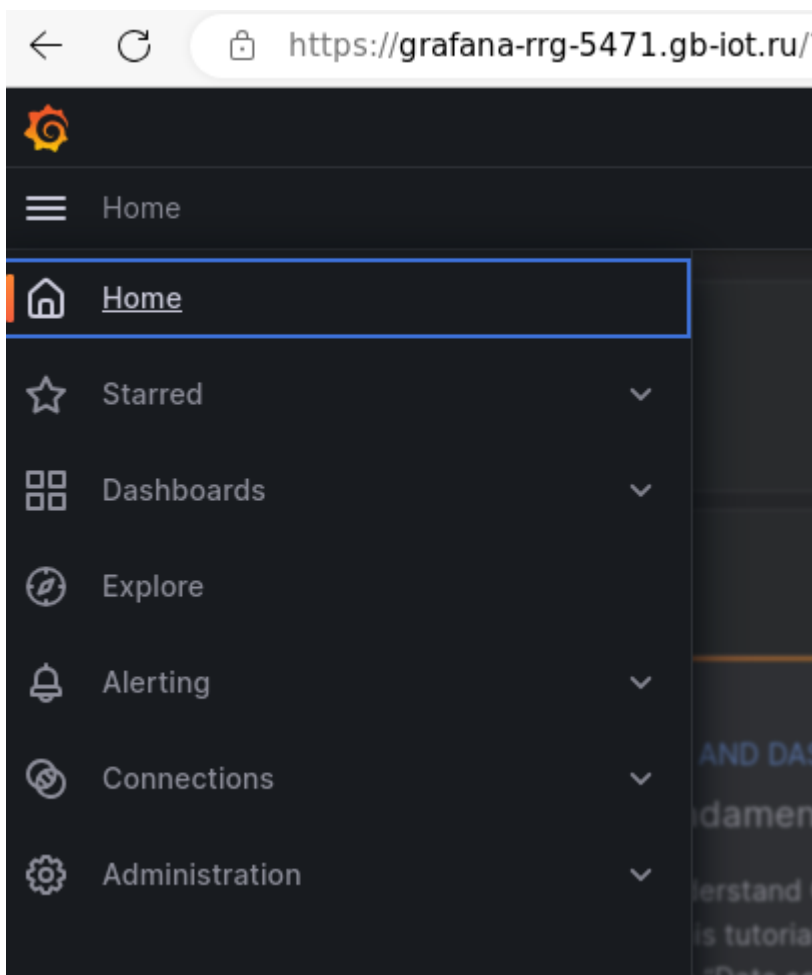 https://grafana-rrg-5471.gb-iot.ru/
Home
Home
Starred
Dashboards
Explore
Alerting
AND DAS
Connections
damen
Administration
erstand
is tutoria